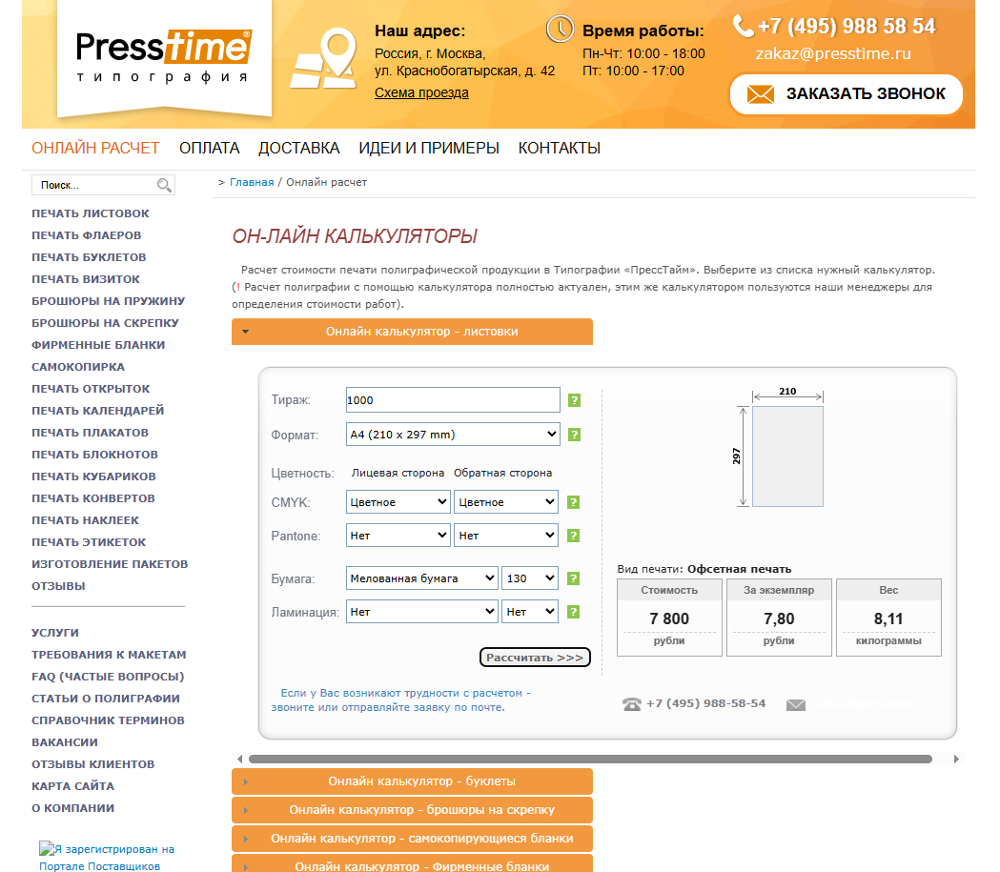 Presstime®
типография
Наш адрес:
Россия, г. Москва,
ул. Краснобогатырская, д. 42
Схема проезда
Время работы:
Пн-Чт: 10:00 - 18:00
Пт: 10:00 - 17:00
+7 (495) 988 58 54
zakaz@presstime.ru
ЗАКАЗАТЬ ЗВОНОК
ОНЛАЙН РАСЧЕТ ОПЛАТА ДОСТАВКА ИДЕИ И ПРИМЕРЫ КОНТАКТЫ
Поиск...
ПЕЧАТЬ ЛИСТОВОК
ПЕЧАТЬ ФЛАЕРОВ
ПЕЧАТЬ БУКЛЕТОВ
ПЕЧАТЬ ВИЗИТОК
БРОШЮРЫ НА ПРУЖИНУ
БРОШЮРЫ НА СКРЕПКУ
ФИРМЕННЫЕ БЛАНКИ
САМОКОПИРКА
ПЕЧАТЬ ОТКРЫТОК
ПЕЧАТЬ КАЛЕНДАРЕЙ
ПЕЧАТЬ ПЛАКАТОВ
ПЕЧАТЬ БЛОКНОТОВ
ПЕЧАТЬ КУБАРИКОВ
ПЕЧАТЬ КОНВЕРТОВ
ПЕЧАТЬ НАКЛЕЕК
ПЕЧАТЬ ЭТИКЕТОК
ИЗГОТОВЛЕНИЕ ПАКЕТОВ
ОТЗЫВЫ
УСЛУГИ
ТРЕБОВАНИЯ К МАКЕТАМ
FAQ (ЧАСТЫЕ ВОПРОСЫ)
СТАТЬИ О ПОЛИГРАФИИ
СПРАВОЧНИК ТЕРМИНОВ
ВАКАНСИИ
ОТЗЫВЫ КЛИЕНТОВ
КАРТА САЙТА
О КОМПАНИИ
Я зарегистрирован на
Портале Поставщиков
> Главная / Онлайн расчет
ОН-ЛАЙН КАЛЬКУЛЯТОРЫ
Расчет стоимости печати полиграфической продукции в Типографии «ПрессТайм». Выберите из списка нужный калькулятор.
(! Расчет полиграфии с помощью калькулятора полностью актуален, этим же калькулятором пользуются наши менеджеры для
определения стоимости работ).
Онлайн калькулятор - листовки
Тираж: 1000 ?
Формат: A4 (210 x 297 mm) ?
Цветность: Лицевая сторона Обратная сторона
CMYK: Цветное Цветное ?
Pantone: Нет Нет ?
Бумага: Мелованная бумага 130 ?
Ламинация: Нет Нет ?
Рассчитать >>>
Если у Вас возникают трудности с расчетом -
звоните или отправляйте заявку по почте.
210
297
Вид печати: Офсетная печать
Стоимость За экземпляр Вес
7 800 7,80 8,11
рубли рубли килограммы
+7 (495) 988-58-54
Онлайн калькулятор - буклеты
Онлайн калькулятор - брошюры на скрепку
Онлайн калькулятор - самокопирующиеся бланки
Онлайн калькулятор - Фирменные бланки